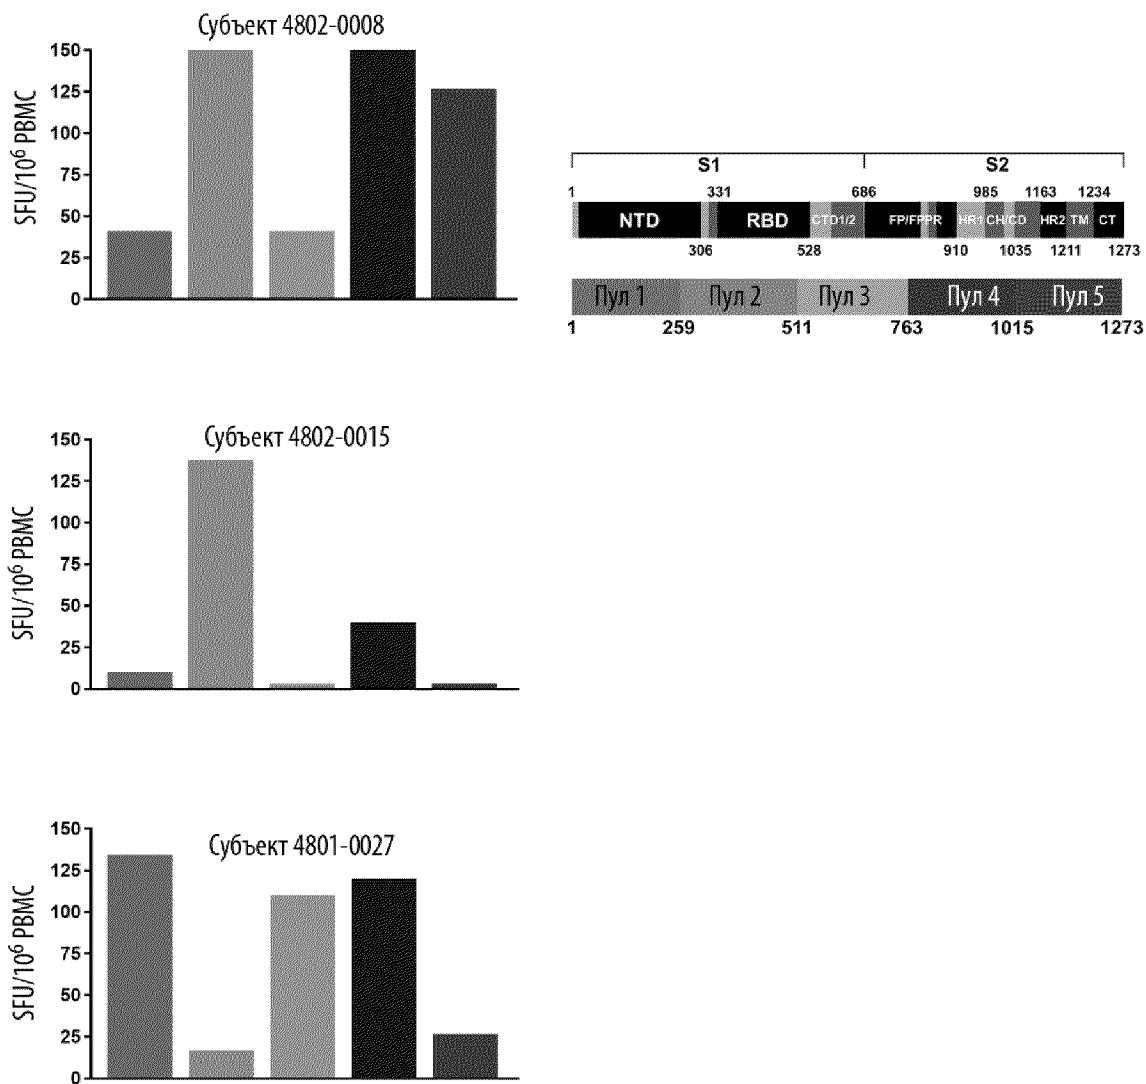 Субъект 4802-0008
SFU/10⁶ PBMC
150
125
100
75
50
25
0
S1 S2
1 331 686 985 1163 1234
NTD RBD CTD1/2 FP/FPPR HR1 CH/CD HR2 TM CT
306 528 910 1035 1211 1273
Пул 1 Пул 2 Пул 3 Пул 4 Пул 5
1 259 511 763 1015 1273
Субъект 4802-0015
SFU/10⁶ PBMC
150
125
100
75
50
25
0
Субъект 4801-0027
SFU/10⁶ PBMC
150
125
100
75
50
25
0